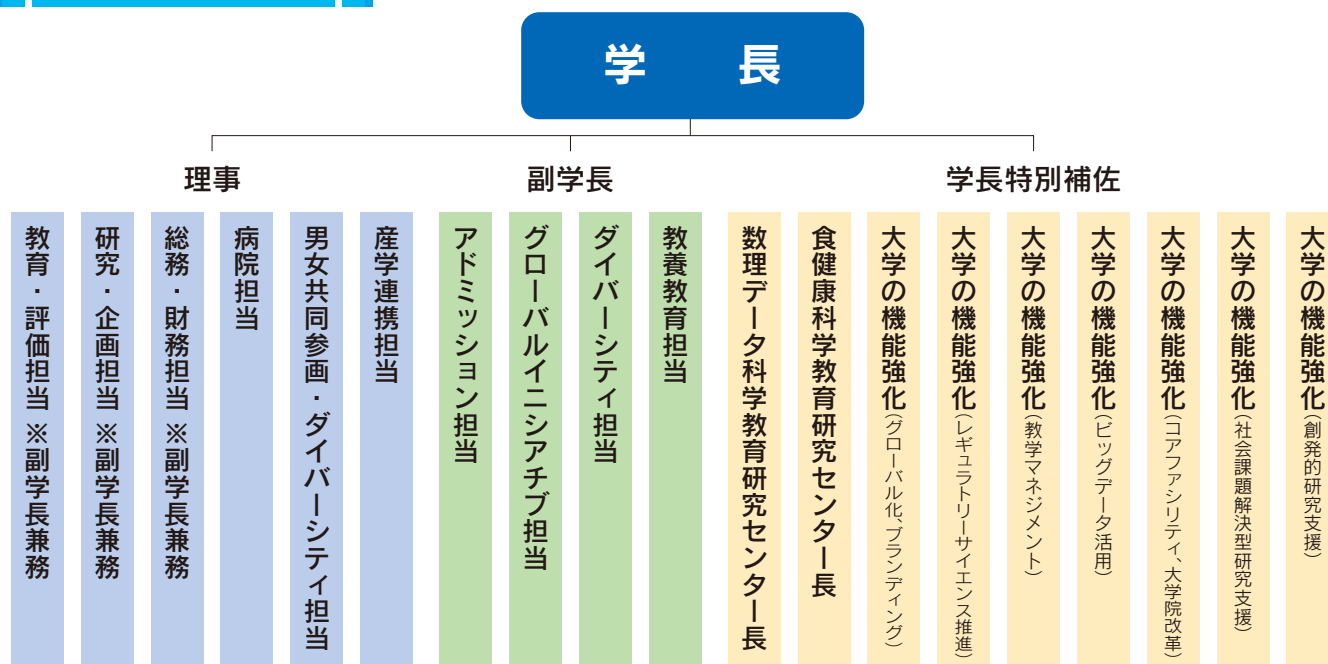 学　長
理事
副学長
学長特別補佐
教育・評価担当 ※副学長兼務
研究・企画担当 ※副学長兼務
総務・財務担当 ※副学長兼務
病院担当
男女共同参画・ダイバーシティ担当
産学連携担当
アドミッション担当
グローバルイニシアチブ担当
ダイバーシティ担当
教養教育担当
数理データ科学教育研究センター長
食健康科学教育研究センター長
大学の機能強化(グローバル化、ブランディング)
大学の機能強化(レギュラトリーサイエンス推進)
大学の機能強化(教学マネジメント)
大学の機能強化(ビッグデータ活用)
大学の機能強化(コアファシリティ、大学院改革)
大学の機能強化(社会課題解決型研究支援)
大学の機能強化(創発的研究支援)